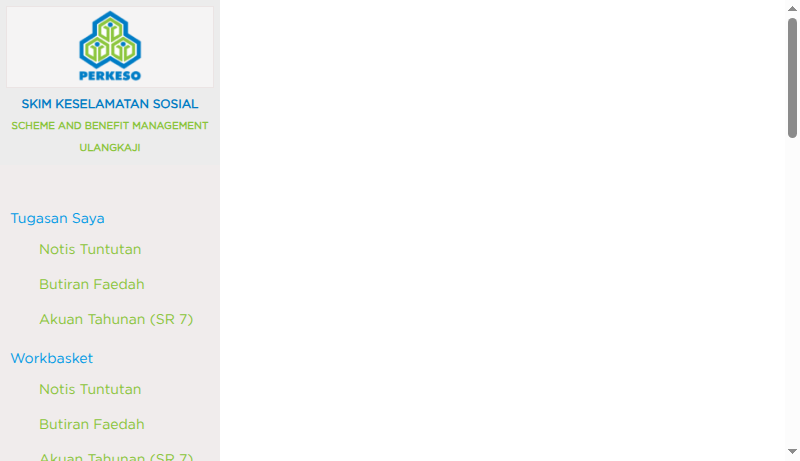 PERKESO
SKIM KESELAMATAN SOSIAL
SCHEME AND BENEFIT MANAGEMENT
ULANGKAJI
Tugasan Saya
Notis Tuntutan
Butiran Faedah
Akuan Tahunan (SR 7)
Workbasket
Notis Tuntutan
Butiran Faedah
Akuan Tahunan (SR 7)